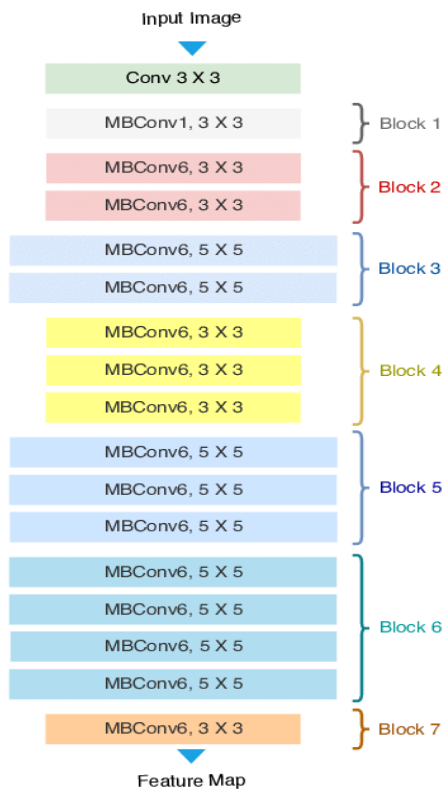 Input Image
Conv 3 X 3
MBConv1, 3 X 3
Block 1
MBConv6, 3 X 3
MBConv6, 3 X 3
Block 2
MBConv6, 5 X 5
MBConv6, 5 X 5
Block 3
MBConv6, 3 X 3
MBConv6, 3 X 3
MBConv6, 3 X 3
Block 4
MBConv6, 5 X 5
MBConv6, 5 X 5
MBConv6, 5 X 5
Block 5
MBConv6, 5 X 5
MBConv6, 5 X 5
MBConv6, 5 X 5
MBConv6, 5 X 5
Block 6
MBConv6, 3 X 3
Block 7
Feature Map